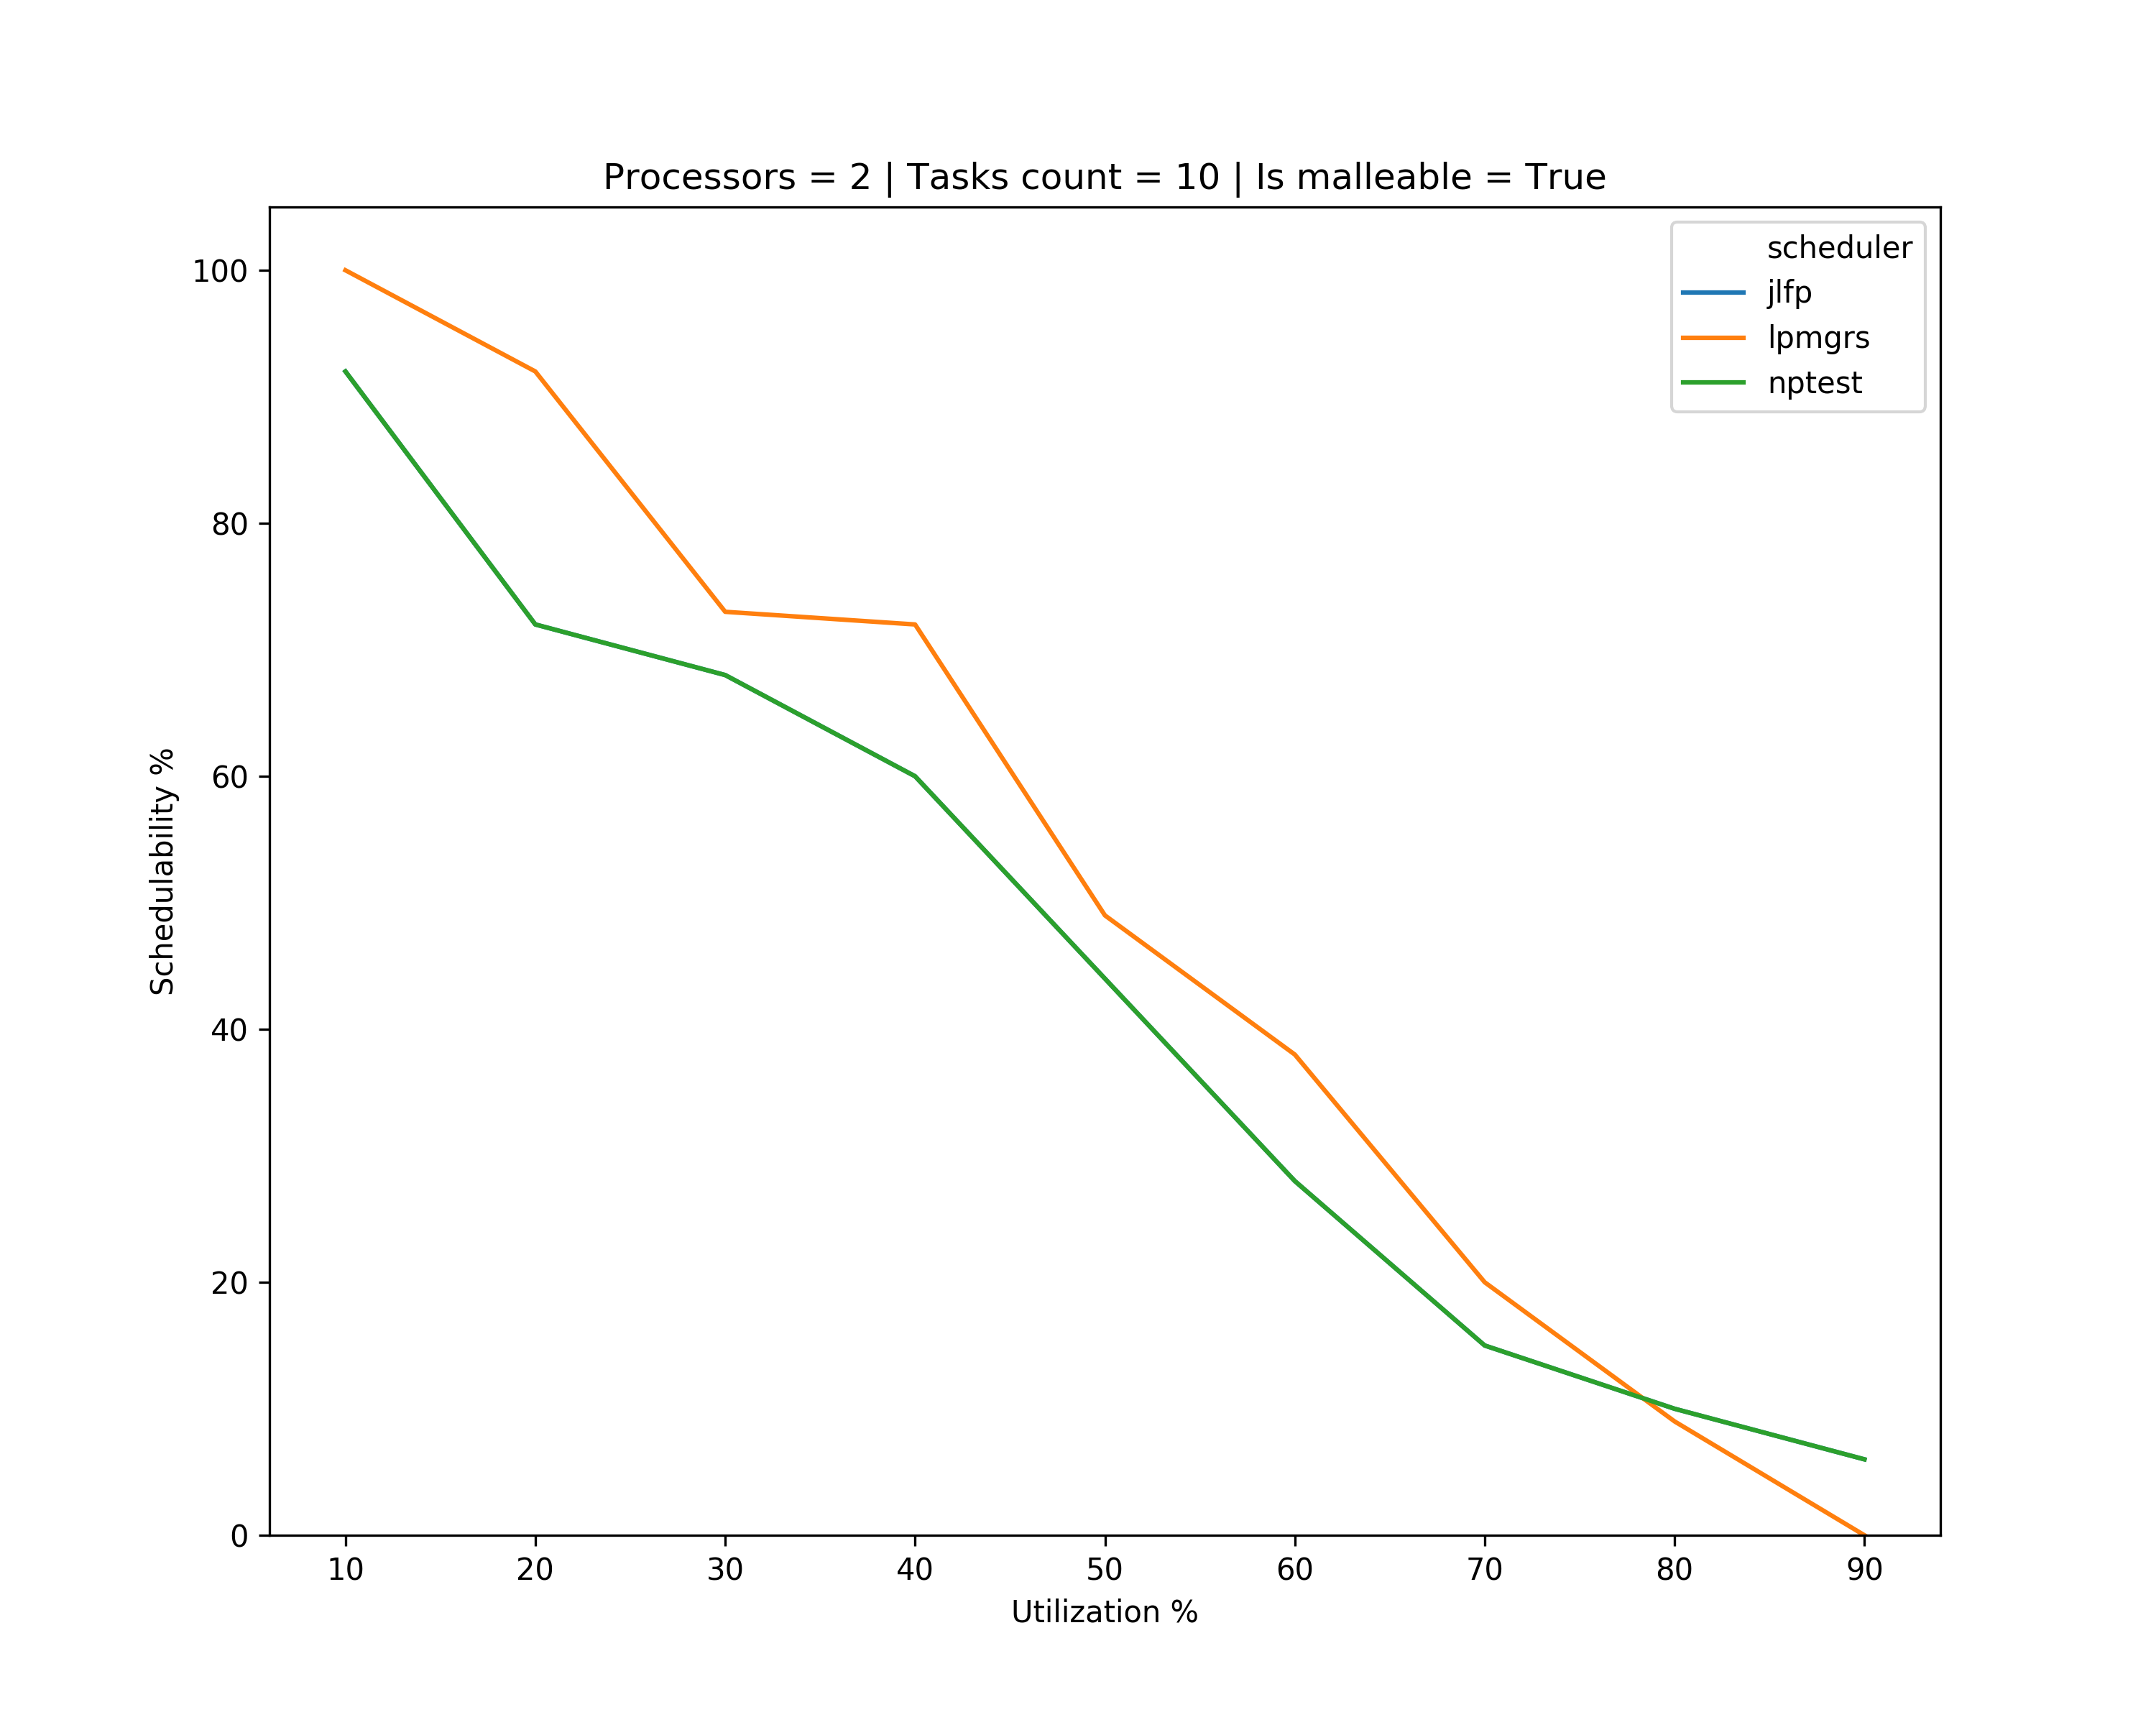 Processors = 2 | Tasks count = 10 | Is malleable = True
scheduler
jlfp
lpmgrs
nptest
100
80
60
40
20
0
Schedulability %
10 20 30 40 50 60 70 80 90
Utilization %